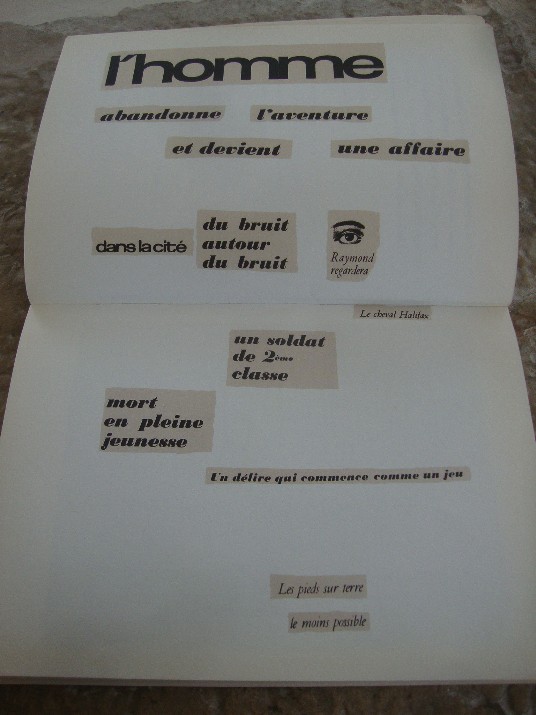 l'homme
abandonne l'aventure
et devient une affaire
dans la cité
du bruit
autour
du bruit
Raymond
regardera
Le cheval Halifax
un soldat
de 2ème
classe
mort
en pleine
jeunesse
Un délire qui commence comme un jeu
Les pieds sur terre
le moins possible